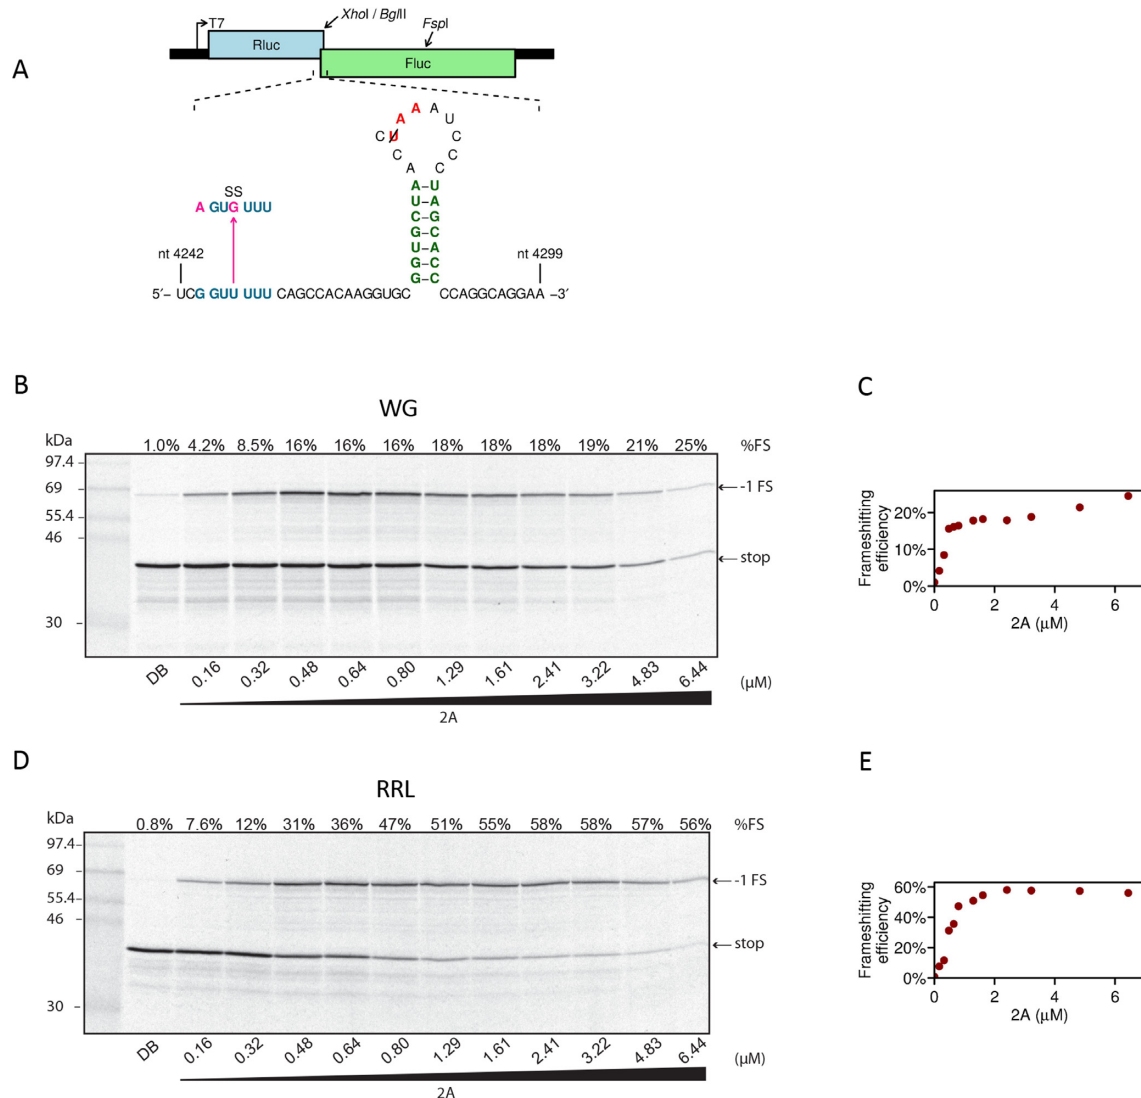 A
T7
XhoI / BglII
FspI
Rluc
Fluc
A A A U
C U C
C C
A C
SS
A GUG UUU
A–U
U–A
C–G
G–C
U–A
G–C
G C
nt 4242
nt 4299
5′– UCG GUU UUU CAGCCACAAGGUGC CCCAGGCAGGAA –3′
B
WG
kDa
1.0% 4.2% 8.5% 16% 16% 16% 18% 18% 18% 19% 21% 25% %FS
97.4
69
55.4
46
30
-1 FS
stop
DB 0.16 0.32 0.48 0.64 0.80 1.29 1.61 2.41 3.22 4.83 6.44 (μM)
2A
C
Frameshifting
efficiency
20%
10%
0%
0 2 4 6
2A (μM)
D
RRL
kDa
0.8% 7.6% 12% 31% 36% 47% 51% 55% 58% 58% 57% 56% %FS
97.4
69
55.4
46
30
-1 FS
stop
DB 0.16 0.32 0.48 0.64 0.80 1.29 1.61 2.41 3.22 4.83 6.44 (μM)
2A
E
Frameshifting
efficiency
60%
40%
20%
0%
0 2 4 6
2A (μM)